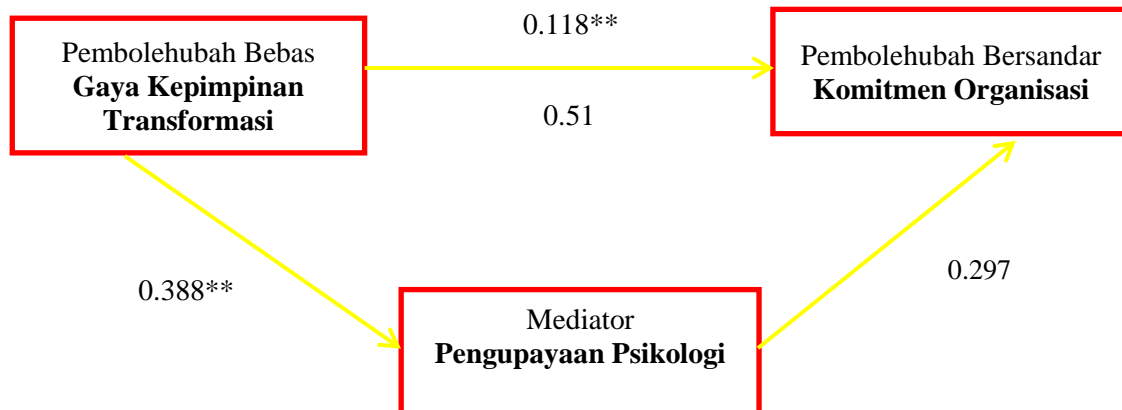 0.118**
Pembolehubah Bebas
Gaya Kepimpinan
Transformasi
Pembolehubah Bersandar
Komitmen Organisasi
0.51
0.388**
0.297
Mediator
Pengupayaan Psikologi